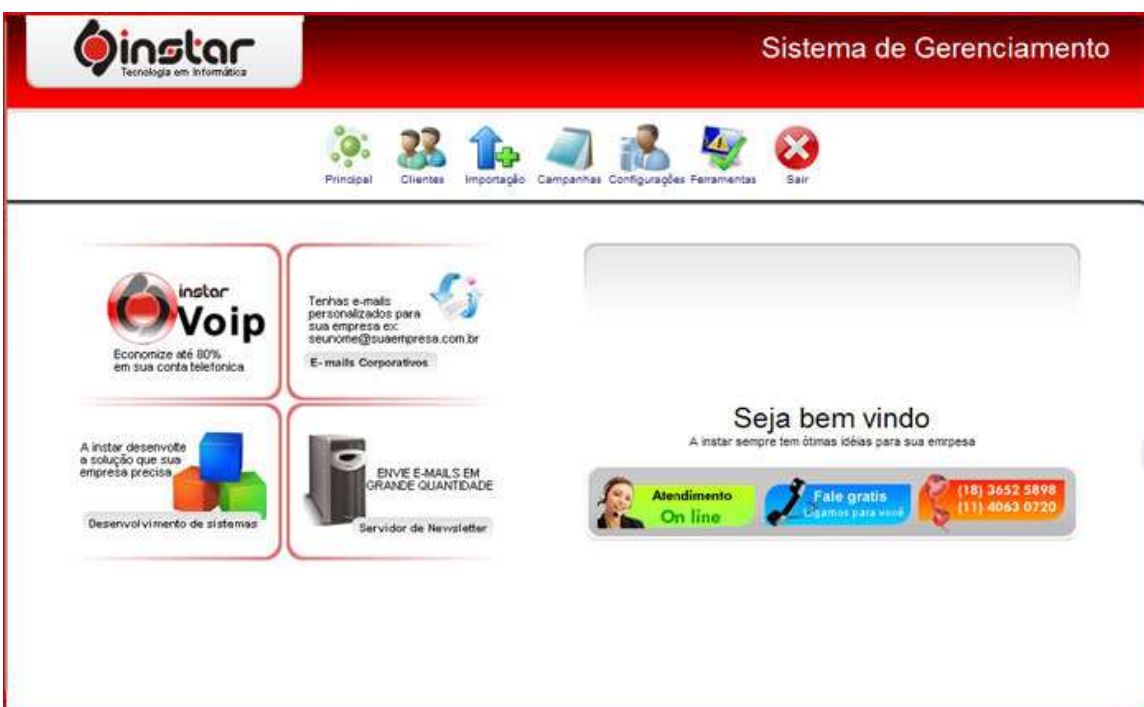 instar
Tecnologia em Informática
Sistema de Gerenciamento
Principal Clientes Importação Campanhas Configurações Ferramentas Sair
instar
Voip
Economize até 80%
em sua conta telefonica
Tenhas e-mails
personalizados para
sua empresa ex:
seunome@suaempresa.com.br
E- mails Corporativos
A instar desenvolte
a solução que sua
empresa precisa
Desenvolvimento de sistemas
ENVIE E-MAILS EM
GRANDE QUANTIDADE
Servidor de Newsletter
Seja bem vindo
A instar sempre tem ótimas idéias para sua emrpesa
Atendimento
On line
Fale gratis
Ligamos para você
(18) 3652 5898
(11) 4063 0720